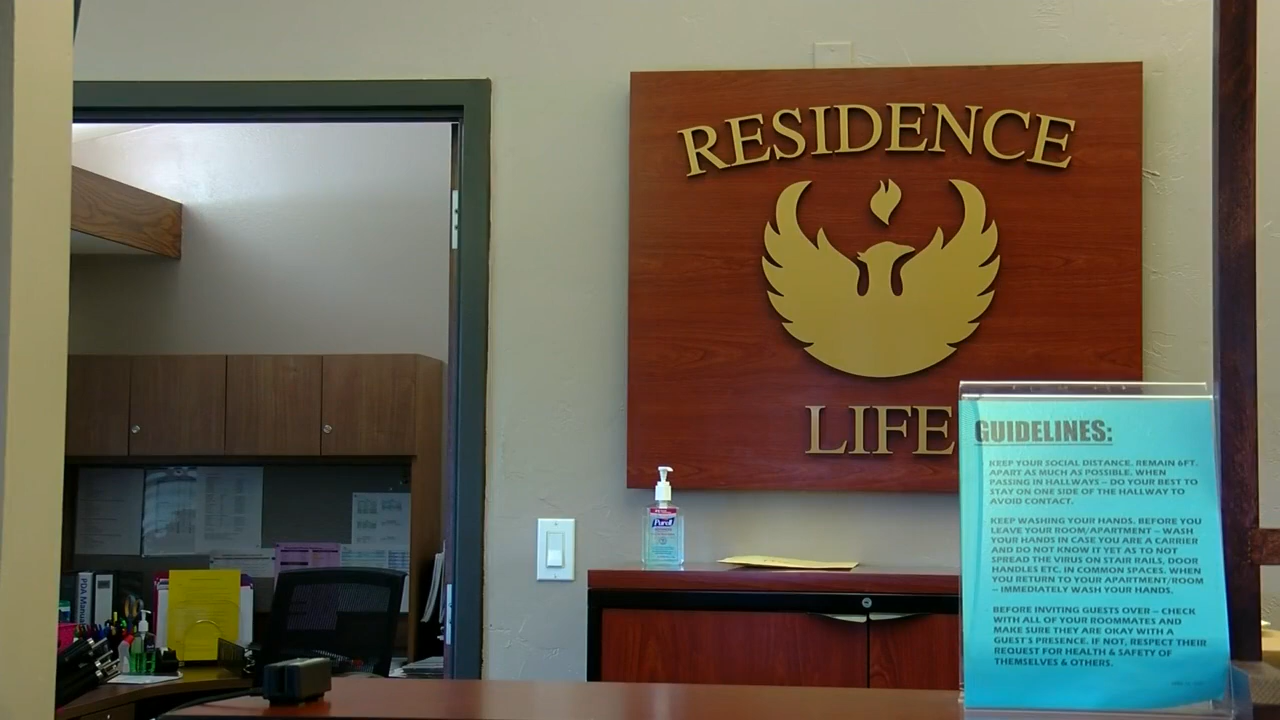 RESIDENCE
LIFE
GUIDELINES:
KEEP YOUR SOCIAL DISTANCE. REMAIN 6FT.
APART AS MUCH AS POSSIBLE. WHEN
PASSING IN HALLWAYS – DO YOUR BEST TO
STAY ON ONE SIDE OF THE HALLWAY TO
AVOID CONTACT.
KEEP WASHING YOUR HANDS. BEFORE YOU
LEAVE YOUR ROOM/APARTMENT – WASH
YOUR HANDS IN CASE YOU ARE A CARRIER
AND DO NOT KNOW IT YET AS TO NOT
SPREAD THE VIRUS ON STAIR RAILS, DOOR
HANDLES ETC. IN COMMON SPACES. WHEN
YOU RETURN TO YOUR APARTMENT/ROOM
– IMMEDIATELY WASH YOUR HANDS.
BEFORE INVITING GUESTS OVER – CHECK
WITH ALL OF YOUR ROOMMATES AND
MAKE SURE THEY ARE OKAY WITH A
GUEST'S PRESENCE. IF NOT, RESPECT THEIR
REQUEST FOR HEALTH & SAFETY OF
THEMSELVES & OTHERS.
Purell
PDA Manual